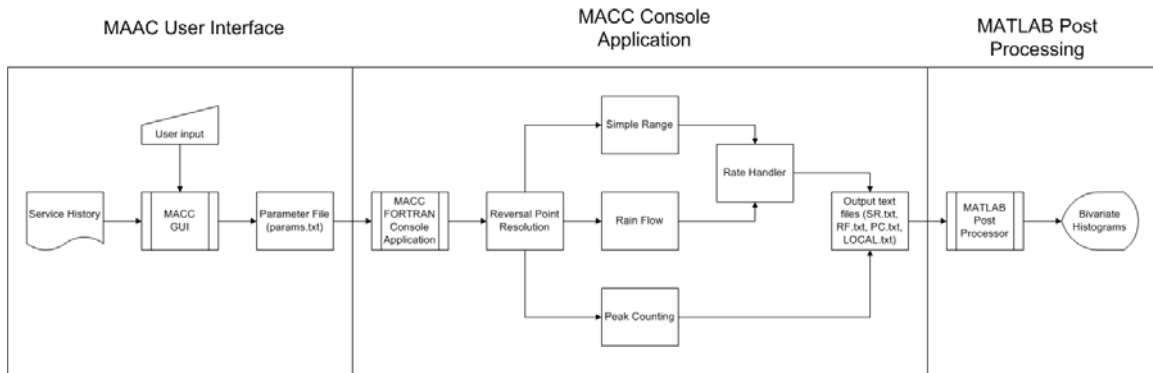 MAAC User Interface
MACC Console
Application
MATLAB Post
Processing
User input
Service History
MACC
GUI
Parameter File
(params.txt)
MACC
FORTRAN
Console
Application
Reversal Point
Resolution
Simple Range
Rain Flow
Peak Counting
Rate Handler
Output text
files (SR.txt,
RF.txt, PC.txt,
LOCAL.txt)
MATLAB
Post
Processor
Bivariate
Histograms